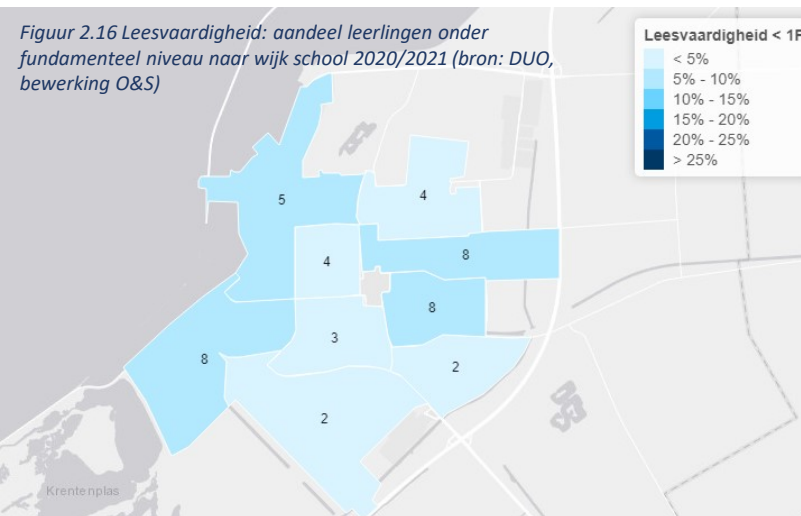 Figuur 2.16 Leesvaardigheid: aandeel leerlingen onder
fundamenteel niveau naar wijk school 2020/2021 (bron: DUO,
bewerking O&S)
Leesvaardigheid < 1F
< 5%
5% - 10%
10% - 15%
15% - 20%
20% - 25%
> 25%
5
4
4
8
8
3
8
2
2
Krentenplas